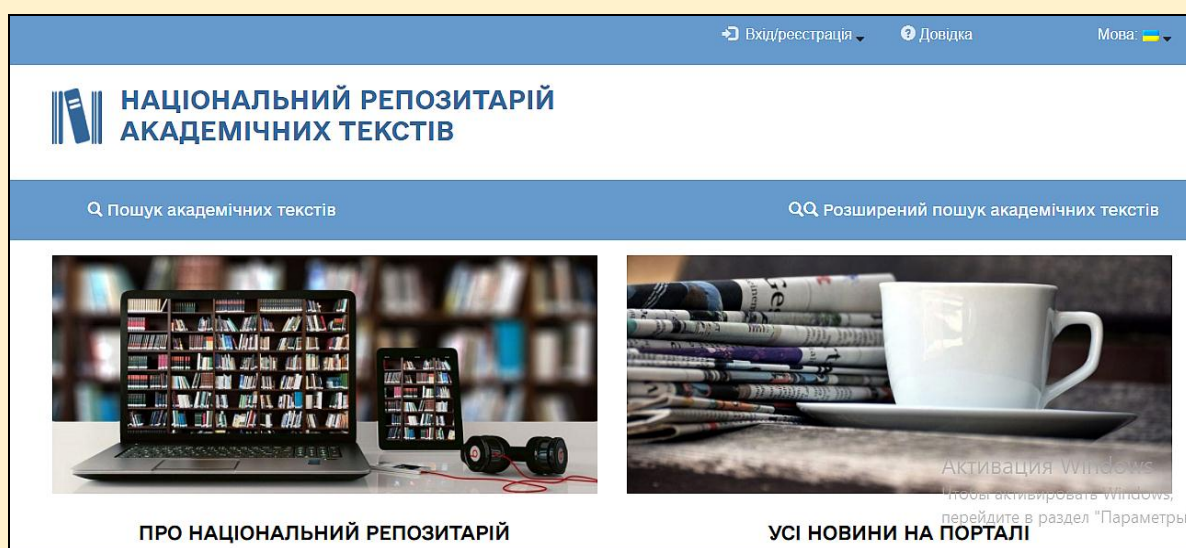 Вхід/реєстрація Довідка Мова:
НАЦІОНАЛЬНИЙ РЕПОЗИТАРІЙ
АКАДЕМІЧНИХ ТЕКСТІВ
Пошук академічних текстів Розширений пошук академічних текстів
Активация Windows
Чтобы активировать Windows,
перейдите в раздел "Параметры
ПРО НАЦІОНАЛЬНИЙ РЕПОЗИТАРІЙ УСІ НОВИНИ НА ПОРТАЛІ